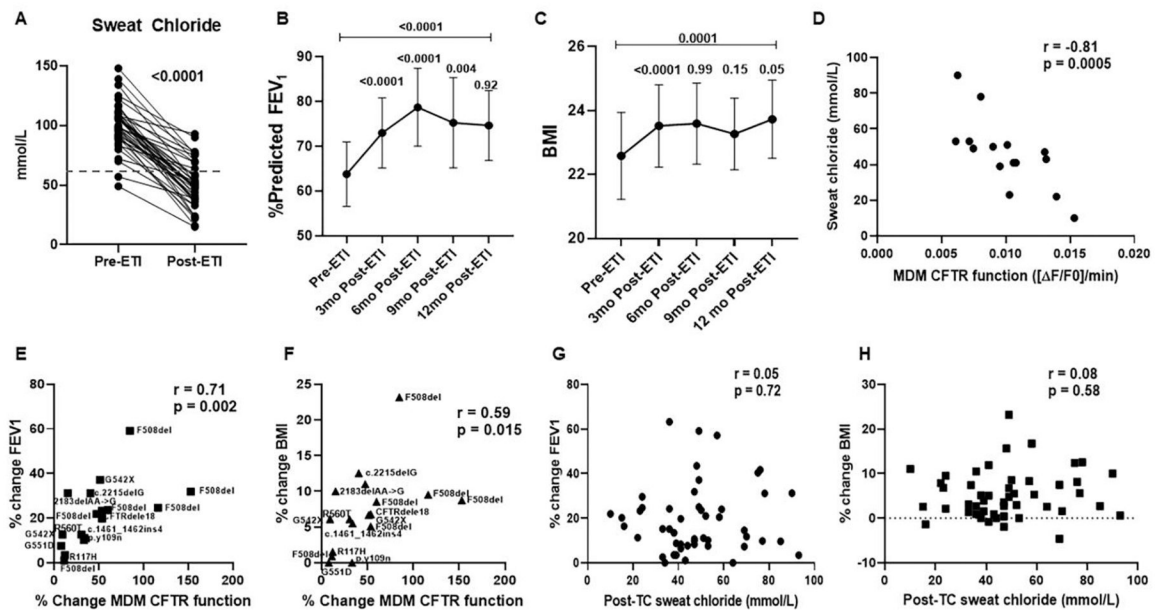 A
Sweat Chloride
<0.0001
mmol/L
150
100
50
0
Pre-ETI
Post-ETI
B
<0.0001
<0.0001
<0.0001
0.004
0.92
%Predicted FEV1
90
80
70
60
50
Pre-ETI
3mo Post-ETI
6mo Post-ETI
9mo Post-ETI
12mo Post-ETI
C
0.0001
<0.0001
0.99
0.15
0.05
BMI
26
24
22
20
Pre-ETI
3mo Post-ETI
6mo Post-ETI
9mo Post-ETI
12 mo Post-ETI
D
r = -0.81
p = 0.0005
Sweat chloride (mmol/L)
100
80
60
40
20
0
0.000
0.005
0.010
0.015
0.020
MDM CFTR function ([ΔF/F0]/min)
E
r = 0.71
p = 0.002
% change FEV1
80
60
40
20
0
F508del
G542X
c.2215delG
F508del
2183delAA->G
F508del
F508del
F508del
CFTRdele18
R560T
c.1461_1462ins4
G542X
p.y109n
G551D
R117H
F508del
0
50
100
150
200
% Change MDM CFTR function
F
r = 0.59
p = 0.015
% change BMI
25
20
15
10
5
0
F508del
c.2215delG
2183delAA->G
F508del
F508del
F508del
CFTRdele18
R560T
G542X
G542X
F508del
c.1461_1462ins4
R117H
F508del
p.y109n
G551D
0
50
100
150
200
% Change MDM CFTR function
G
r = 0.05
p = 0.72
% change FEV1
80
60
40
20
0
0
20
40
60
80
100
Post-TC sweat chloride (mmol/L)
H
r = 0.08
p = 0.58
% change BMI
30
20
10
0
-10
0
20
40
60
80
100
Post-TC sweat chloride (mmol/L)